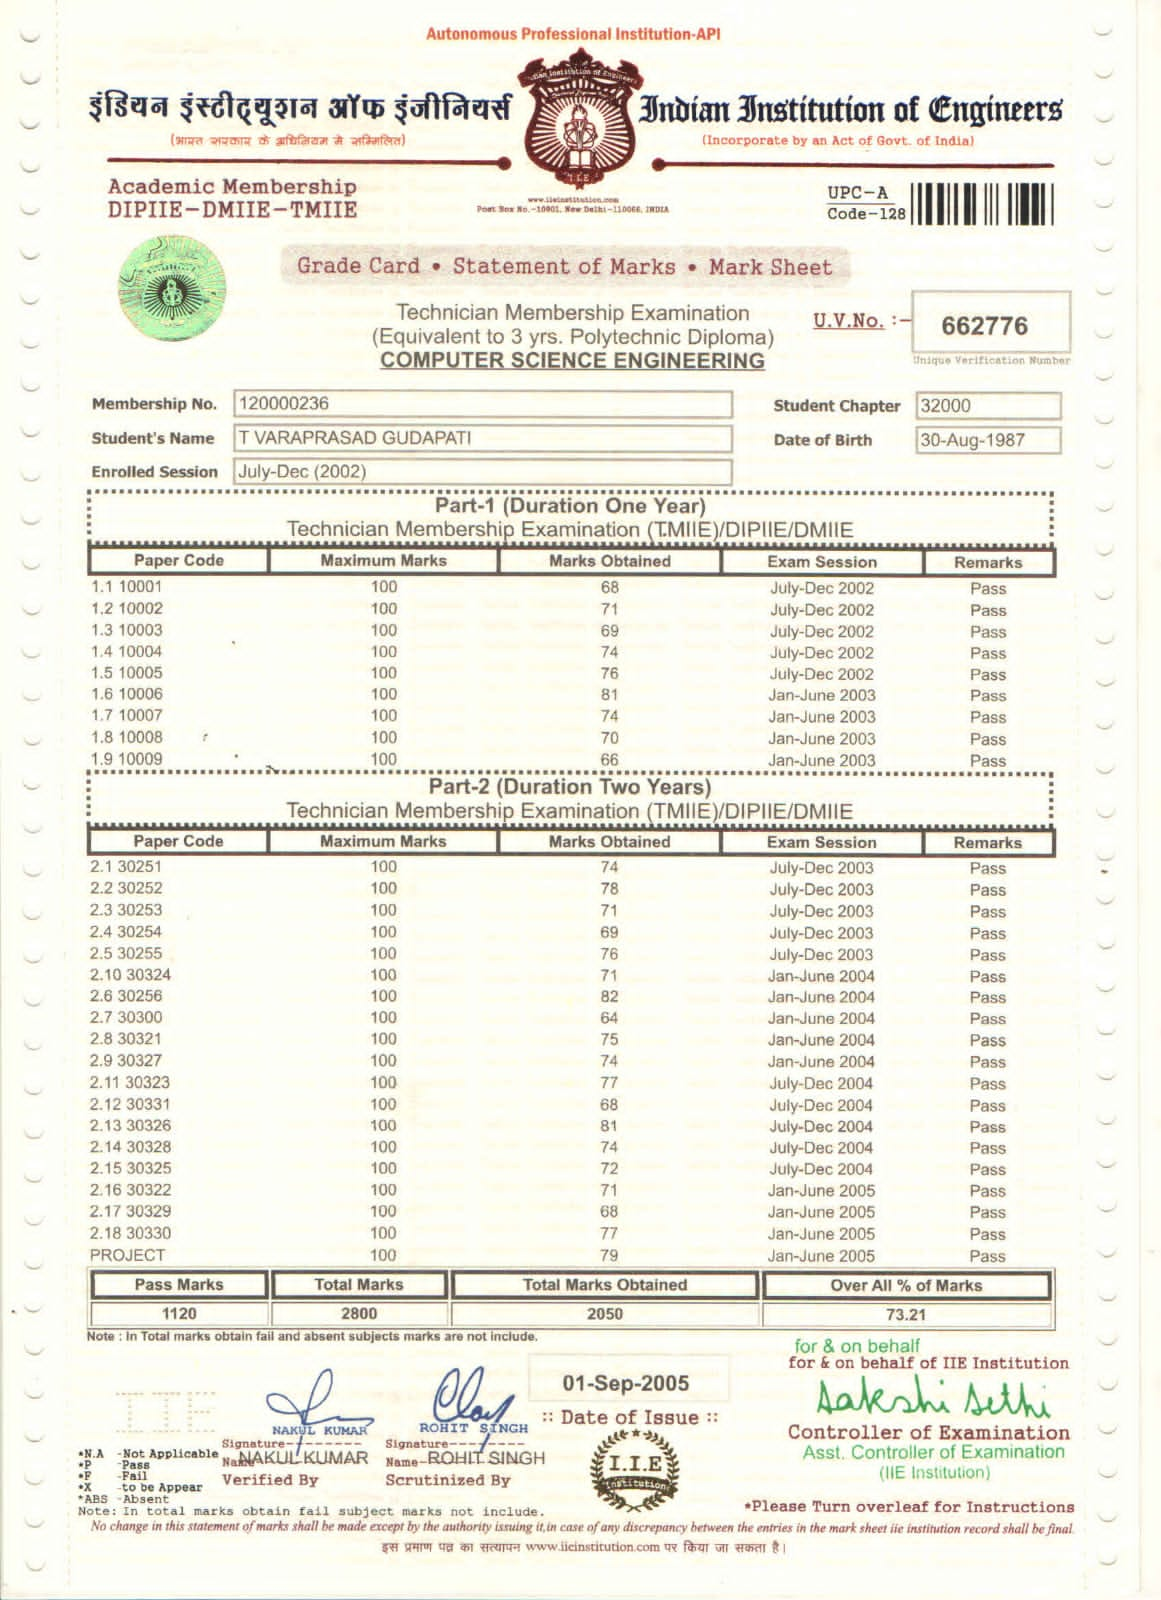 Autonomous Professional Institution-API
इंडियन इंस्टीट्यूशन ऑफ इंजीनियर्स
Indian Institution of Engineers
(भारत सरकार के अधिनियम से सम्मिलित)
(Incorporate by an Act of Govt. of India)
Indian Institution of Engineers
I.I.E
Academic Membership
DIPIIE-DMIIE-TMIIE
www.iieinstitution.com
Post Box No.-10901, New Delhi-110066, INDIA
UPC-A
Code-128
Grade Card • Statement of Marks • Mark Sheet
Technician Membership Examination
(Equivalent to 3 yrs. Polytechnic Diploma)
COMPUTER SCIENCE ENGINEERING
U.V.No. :- 662776
Unique Verification Number
Membership No. 120000236 Student Chapter 32000
Student's Name T VARAPRASAD GUDAPATI Date of Birth 30-Aug-1987
Enrolled Session July-Dec (2002)
Part-1 (Duration One Year)
Technician Membership Examination (TMIIE)/DIPIIE/DMIIE
Paper Code Maximum Marks Marks Obtained Exam Session Remarks
1.1 10001 100 68 July-Dec 2002 Pass
1.2 10002 100 71 July-Dec 2002 Pass
1.3 10003 100 69 July-Dec 2002 Pass
1.4 10004 100 74 July-Dec 2002 Pass
1.5 10005 100 76 July-Dec 2002 Pass
1.6 10006 100 81 Jan-June 2003 Pass
1.7 10007 100 74 Jan-June 2003 Pass
1.8 10008 100 70 Jan-June 2003 Pass
1.9 10009 100 66 Jan-June 2003 Pass
Part-2 (Duration Two Years)
Technician Membership Examination (TMIIE)/DIPIIE/DMIIE
Paper Code Maximum Marks Marks Obtained Exam Session Remarks
2.1 30251 100 74 July-Dec 2003 Pass
2.2 30252 100 78 July-Dec 2003 Pass
2.3 30253 100 71 July-Dec 2003 Pass
2.4 30254 100 69 July-Dec 2003 Pass
2.5 30255 100 76 July-Dec 2003 Pass
2.10 30324 100 71 Jan-June 2004 Pass
2.6 30256 100 82 Jan-June 2004 Pass
2.7 30300 100 64 Jan-June 2004 Pass
2.8 30321 100 75 Jan-June 2004 Pass
2.9 30327 100 74 Jan-June 2004 Pass
2.11 30323 100 77 July-Dec 2004 Pass
2.12 30331 100 68 July-Dec 2004 Pass
2.13 30326 100 81 July-Dec 2004 Pass
2.14 30328 100 74 July-Dec 2004 Pass
2.15 30325 100 72 July-Dec 2004 Pass
2.16 30322 100 71 Jan-June 2005 Pass
2.17 30329 100 68 Jan-June 2005 Pass
2.18 30330 100 77 Jan-June 2005 Pass
PROJECT 100 79 Jan-June 2005 Pass
Pass Marks Total Marks Total Marks Obtained Over All % of Marks
1120 2800 2050 73.21
Note : In Total marks obtain fail and absent subjects marks are not include.
for & on behalf
for & on behalf of IIE Institution
IIE
01-Sep-2005
:: Date of Issue ::
Sakshi Sethi
NAKUL KUMAR
ROHIT SINGH
Signature
Signature
Name NAKUL KUMAR
Name ROHIT SINGH
Verified By
Scrutinized By
I.I.E
Institution
Controller of Examination
Asst. Controller of Examination
(IIE Institution)
*N.A -Not Applicable
*P -Pass
*F -Fail
*X -to be Appear
*ABS -Absent
Note: In total marks obtain fail subject marks not include.
*Please Turn overleaf for Instructions
No change in this statement of marks shall be made except by the authority issuing it,in case of any discrepancy between the entries in the mark sheet iie institution record shall be final.
इस प्रमाण पत्र का सत्यापन www.iieinstitution.com पर किया जा सकता है।